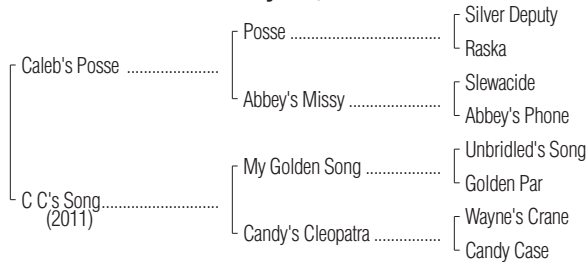 Silver Deputy
Posse ..............................
Raska
Caleb's Posse ......................
Slewacide
Abbey's Missy ......................
Abbey's Phone
Unbridled's Song
My Golden Song ..................
Golden Par
C C's Song............................
(2011)
Wayne's Crane
Candy's Cleopatra ................
Candy Case